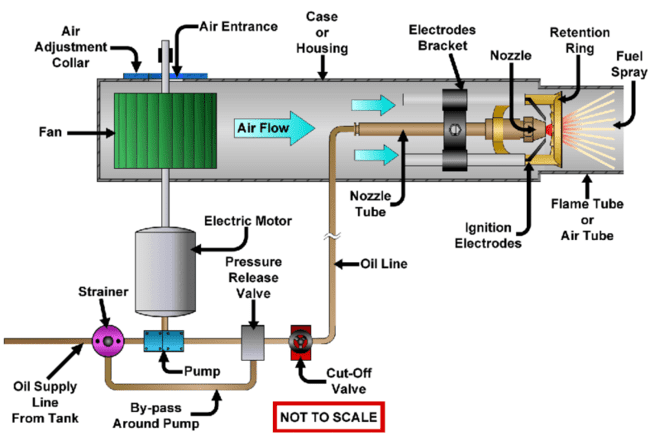 Air
Adjustment
Collar
Air Entrance
Case
or
Housing
Electrodes
Bracket
Nozzle
Retention
Ring
Fuel
Spray
Fan
Air Flow
Nozzle
Tube
Ignition
Electrodes
Flame Tube
or
Air Tube
Electric Motor
Pressure
Release
Valve
Oil Line
Strainer
Pump
Cut-Off
Valve
Oil Supply
Line
From Tank
By-pass
Around Pump
NOT TO SCALE